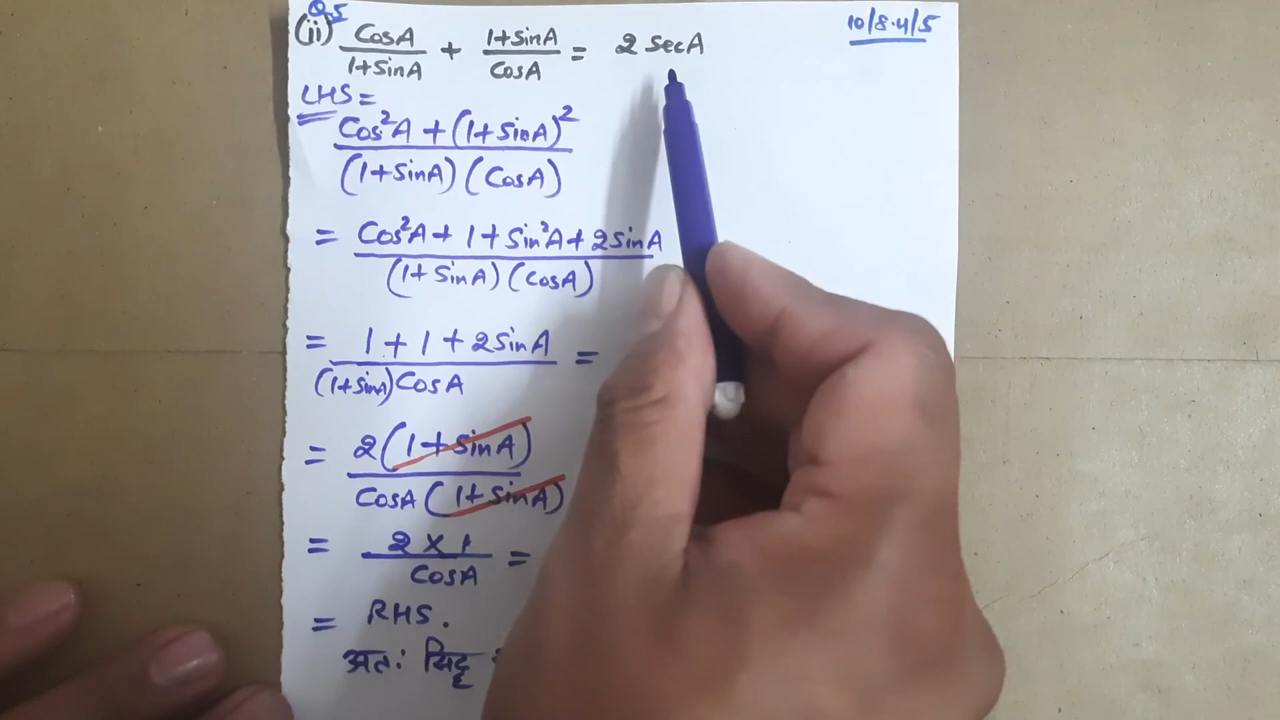 Q.5
10/8.4/5
(ii) CosA/1+SinA + 1+SinA/CosA = 2 SecA
LHS =
Cos²A + (1+SinA)²
(1+SinA) (CosA)
= Cos²A + 1 + Sin²A + 2SinA
(1+SinA) (CosA)
= 1 + 1 + 2SinA =
(1+SinA) CosA
= 2(1+SinA)
CosA (1+SinA)
= 2 × 1 =
CosA
= RHS.
अतः सिद्ध